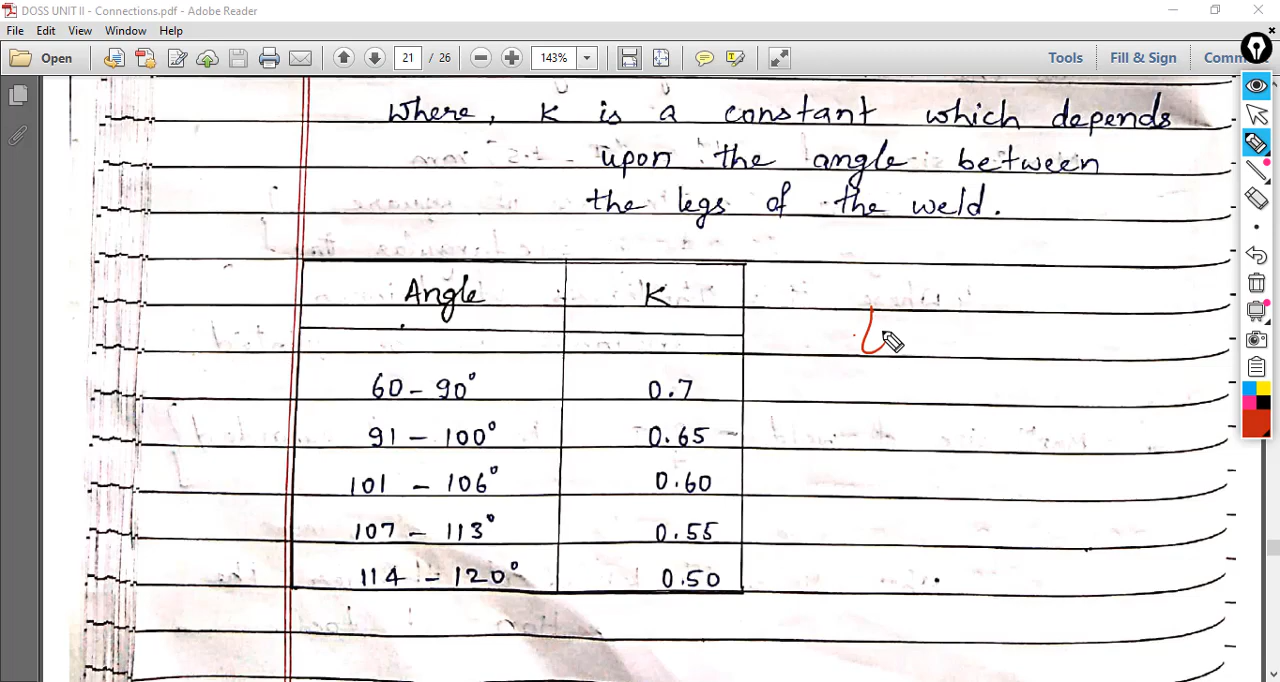 DOSS UNIT II - Connections.pdf - Adobe Reader
File Edit View Window Help
Open 21 / 26 143% Tools Fill & Sign Comm
where, K is a constant which depends
upon the angle between
the legs of the weld.
Angle K
60 - 90° 0.7
91 - 100° 0.65
101 - 106° 0.60
107 - 113° 0.55
114 - 120° 0.50